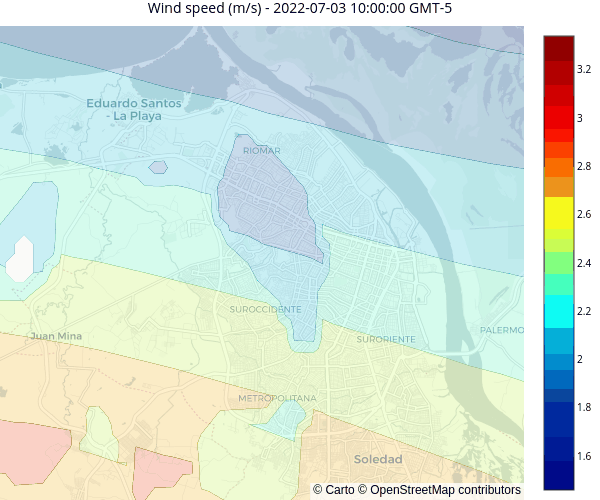 Wind speed (m/s) - 2022-07-03 10:00:00 GMT-5
3.2
Eduardo Santos
- La Playa
3
RIOMAR
2.8
2.6
2.4
2.2
SUROCCIDENTE
PALERMO
Juan Mina
SURORIENTE
2
METROPOLITANA
1.8
Soledad
1.6
© Carto © OpenStreetMap contributors